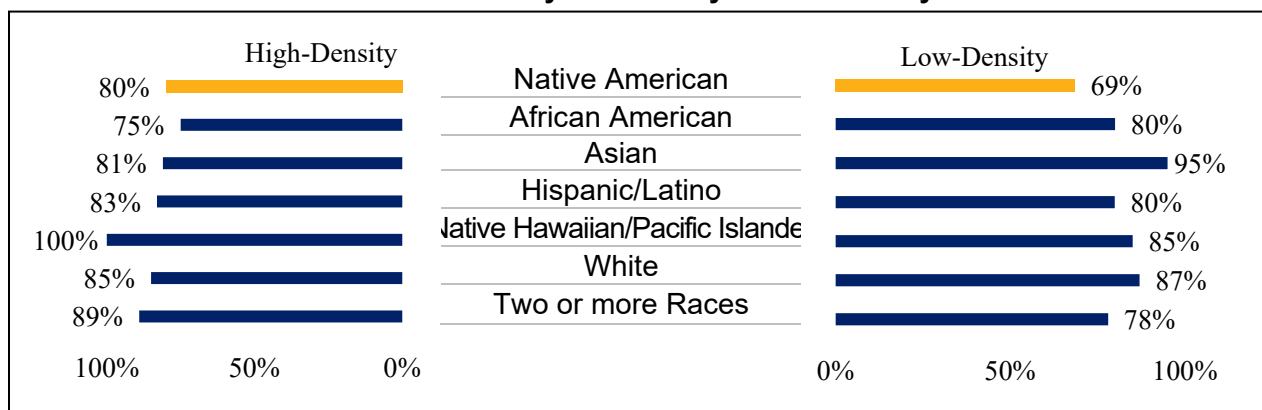 High-Density
Low-Density
80%
Native American
69%
75%
African American
80%
81%
Asian
95%
83%
Hispanic/Latino
80%
100%
Native Hawaiian/Pacific Islande
85%
85%
White
87%
89%
Two or more Races
78%
100% 50% 0%
0% 50% 100%